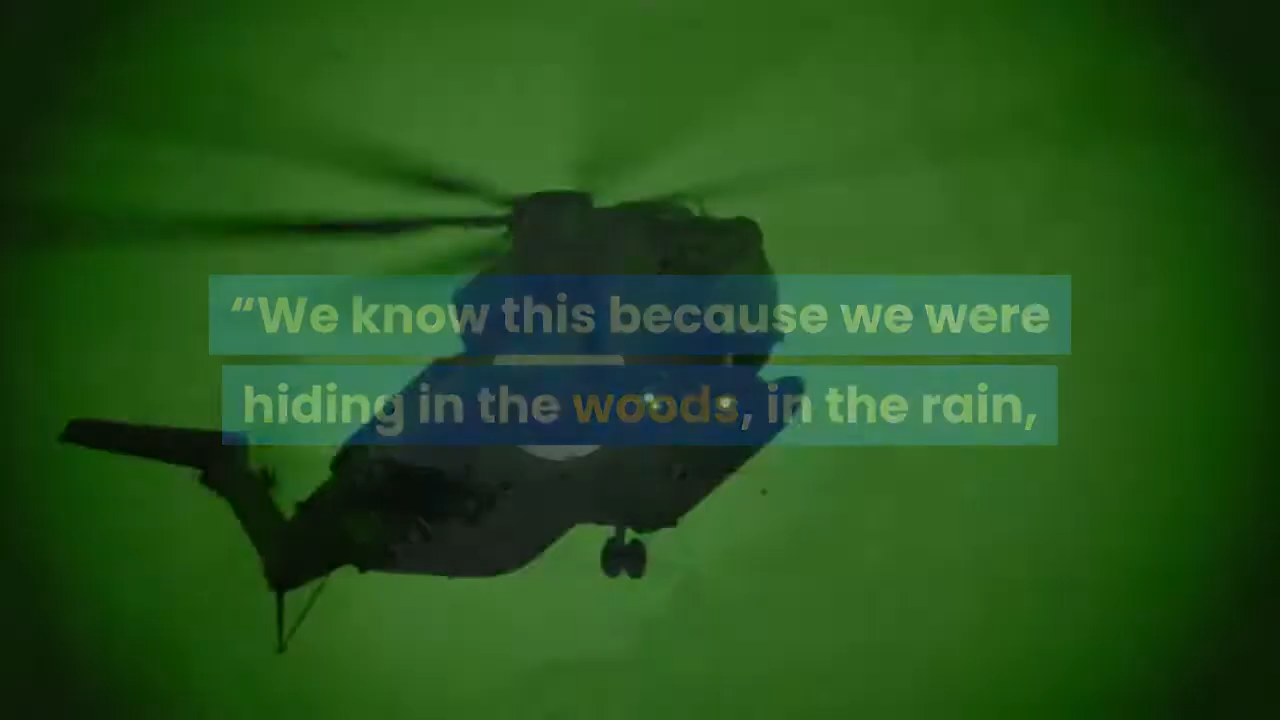 “We know this because we were
hiding in the woods, in the rain,